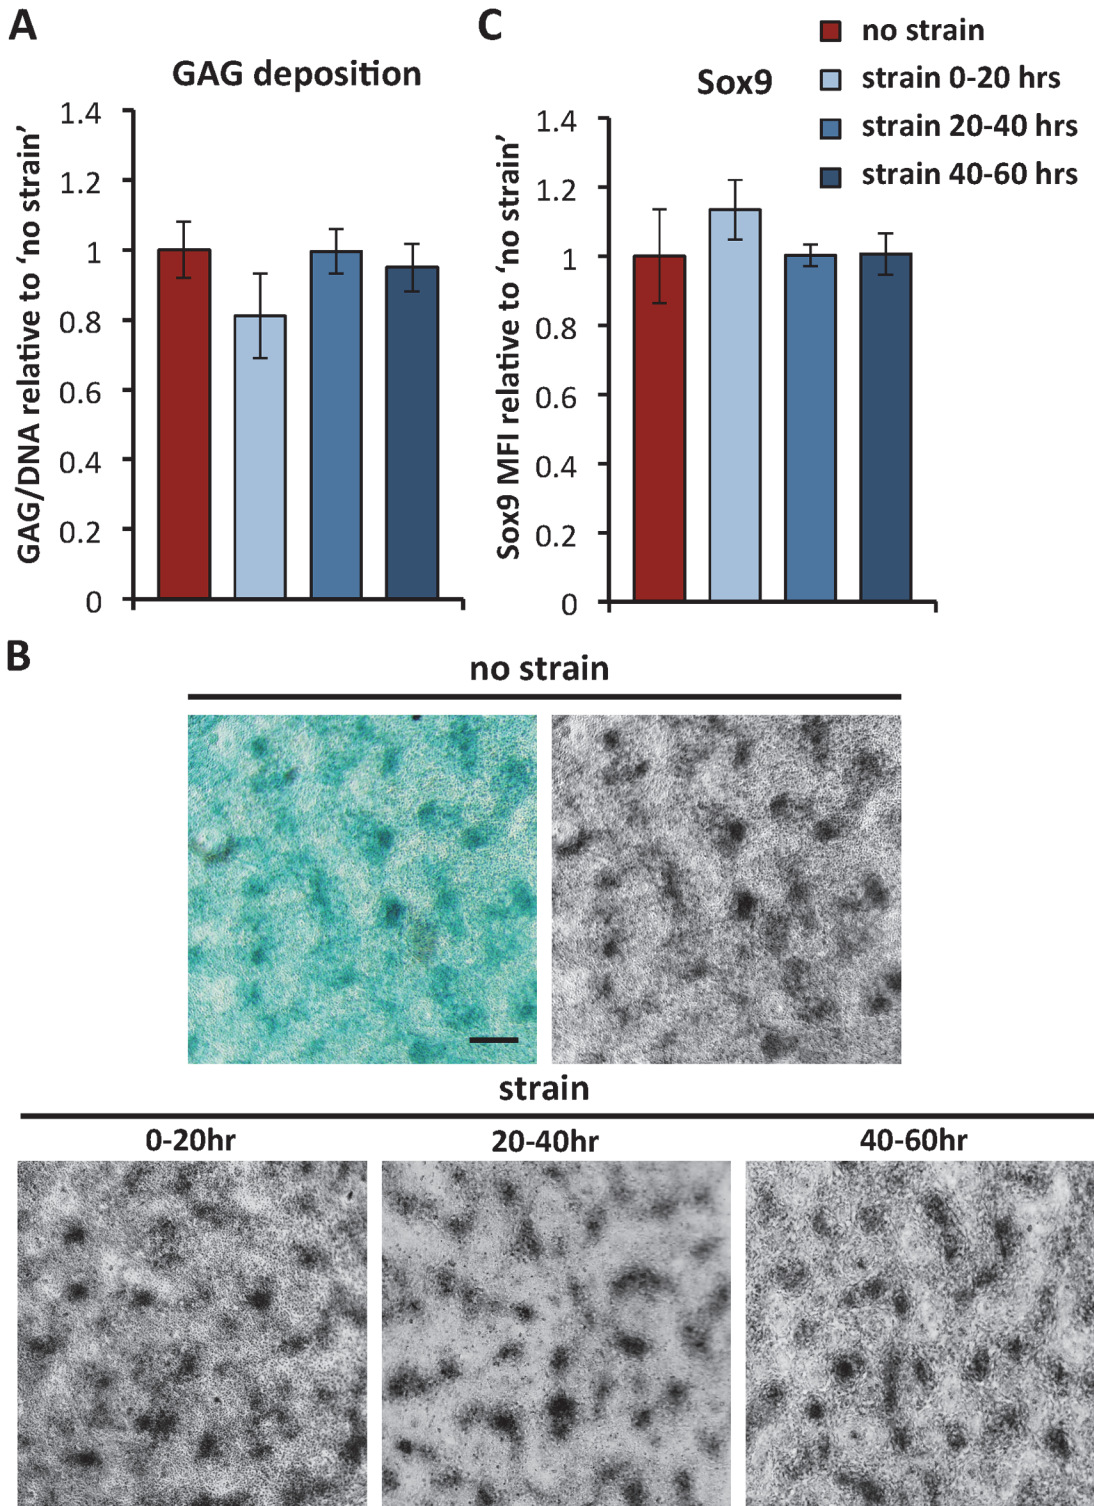 A
GAG deposition
GAG/DNA relative to ‘no strain’
1.4
1.2
1
0.8
0.6
0.4
0.2
0
C
Sox9
Sox9 MFI relative to ‘no strain’
1.4
1.2
1
0.8
0.6
0.4
0.2
0
no strain
strain 0-20 hrs
strain 20-40 hrs
strain 40-60 hrs
B
no strain
strain
0-20hr
20-40hr
40-60hr